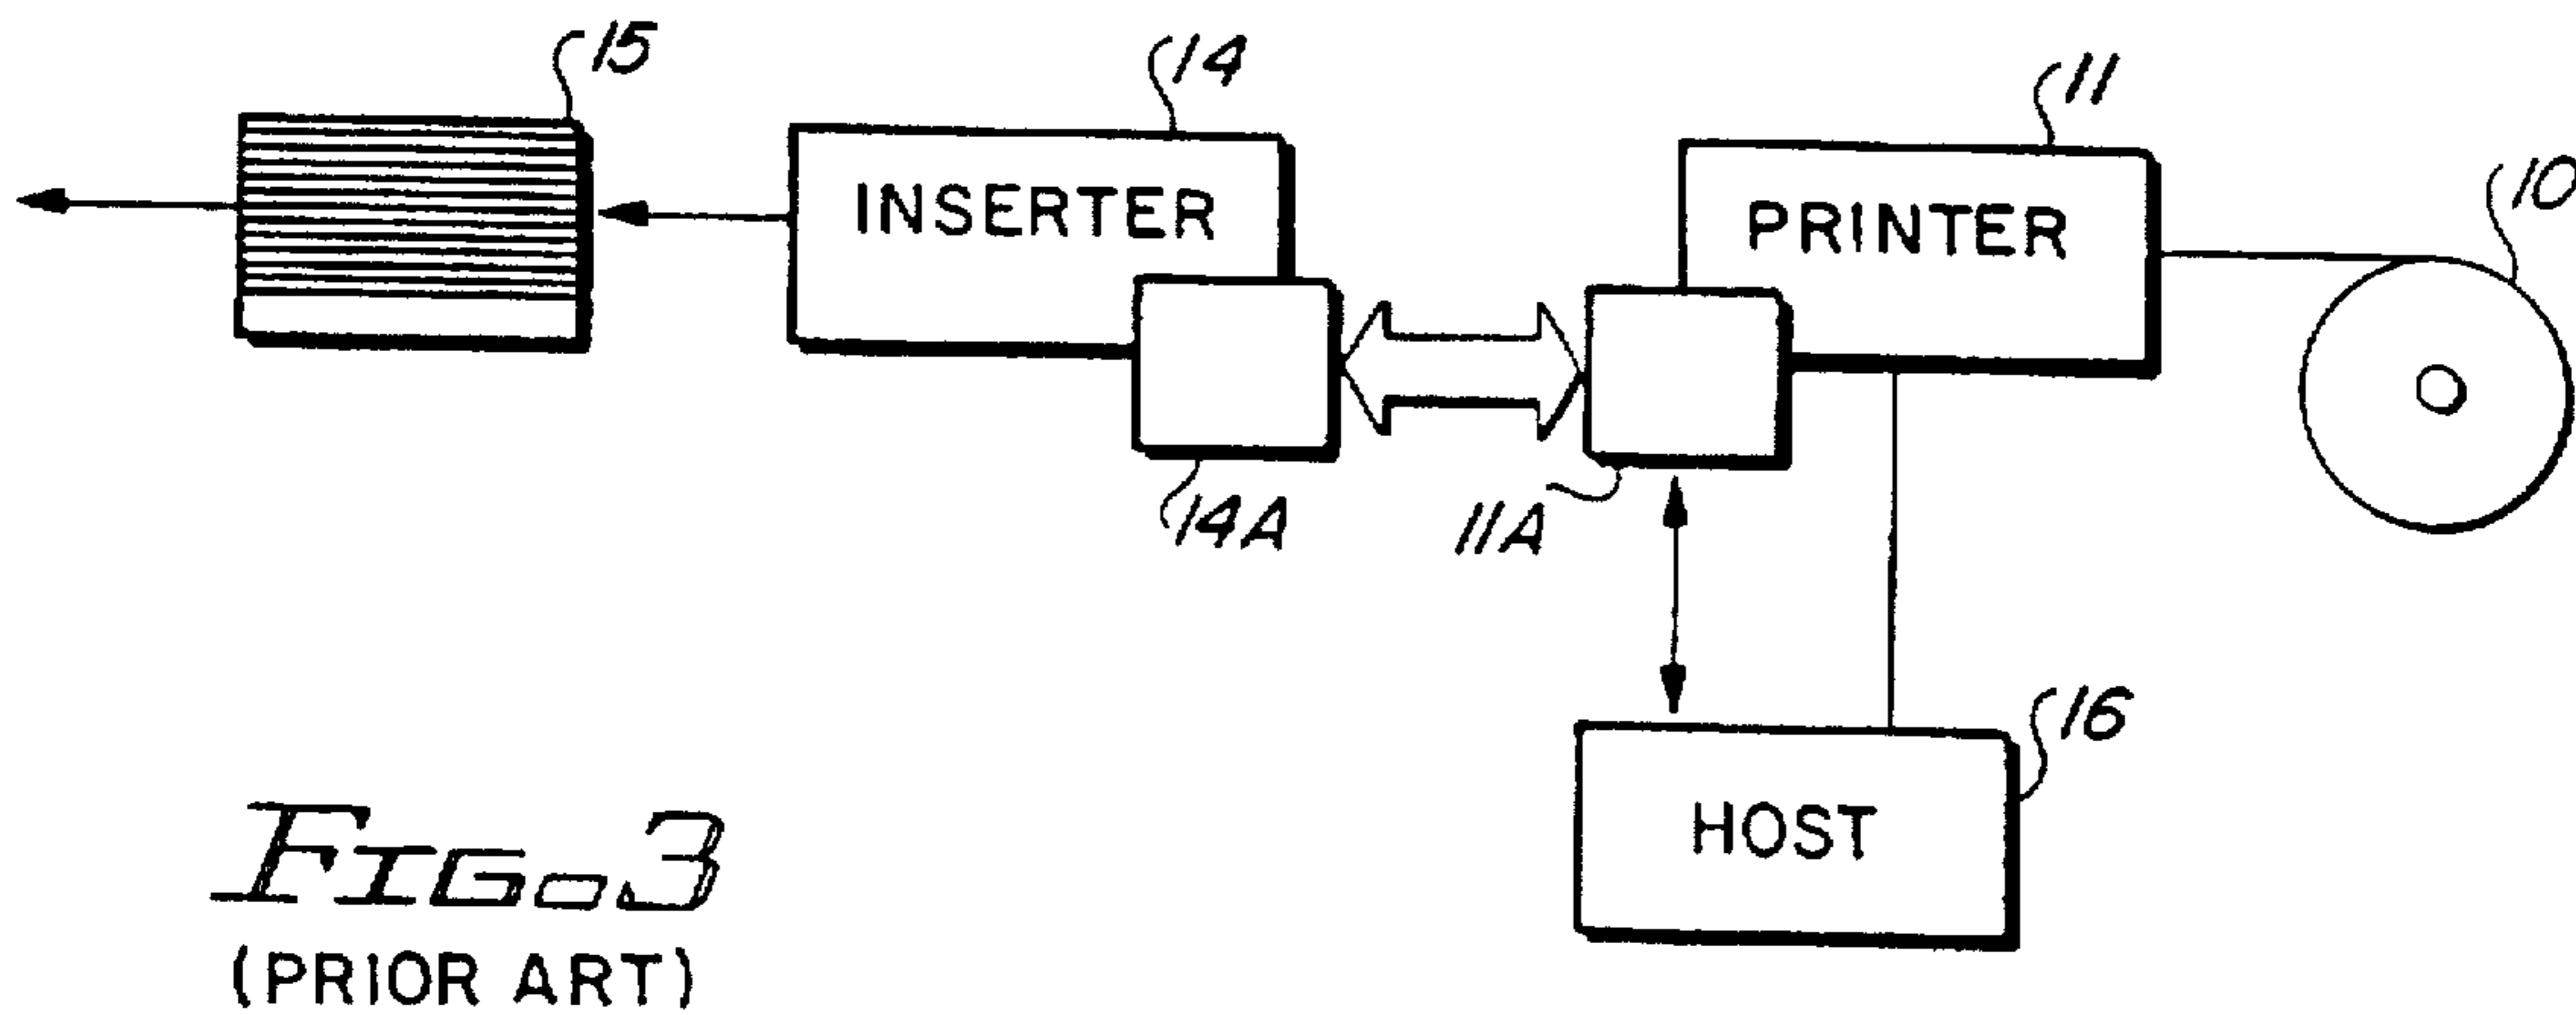 15
14
11
10
INSERTER
PRINTER
14A
11A
16
HOST
FIG. 3
(PRIOR ART)